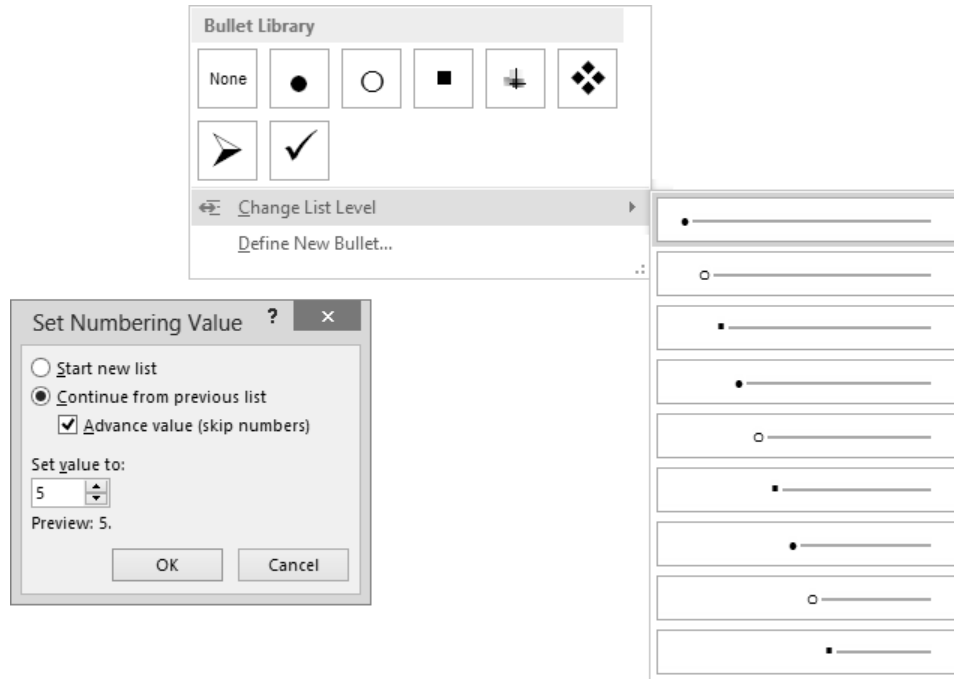 Bullet Library
None
Change List Level
Define New Bullet...
Set Numbering Value ? ×
Start new list
Continue from previous list
Advance value (skip numbers)
Set value to:
5
Preview: 5.
OK Cancel